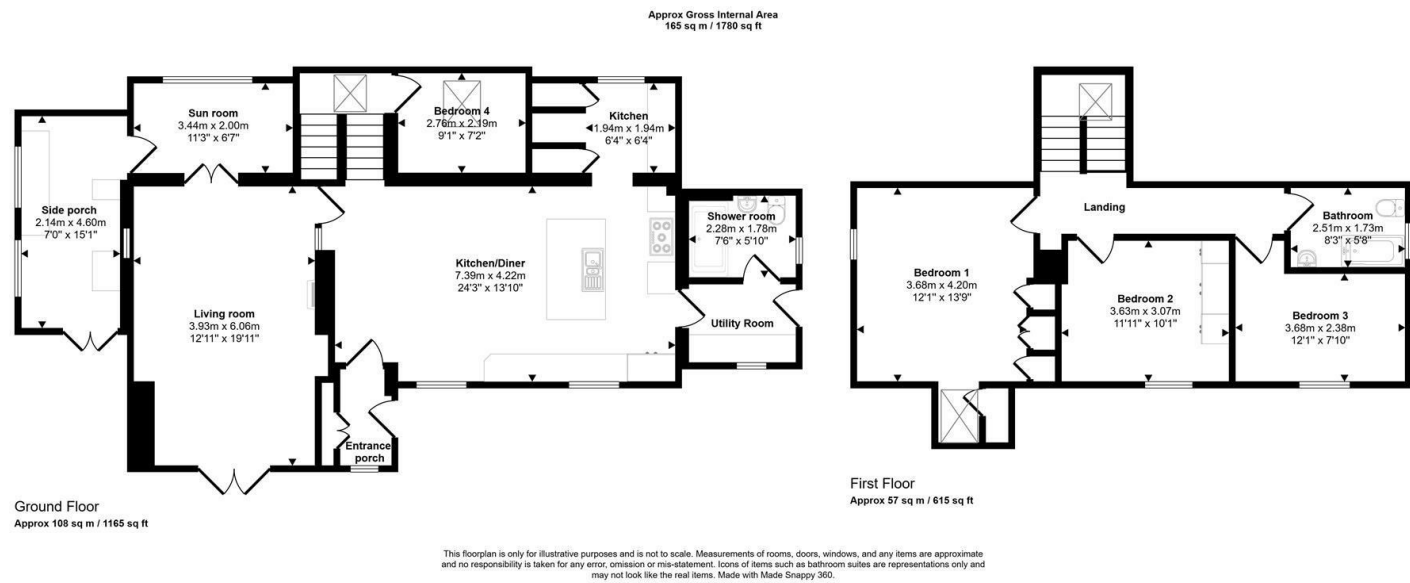 Approx Gross Internal Area
165 sq m / 1780 sq ft
Sun room
3.44m x 2.00m
11'3" x 6'7"
Bedroom 4
2.76m x 2.19m
9'1" x 7'2"
Kitchen
1.94m x 1.94m
6'4" x 6'4"
Side porch
2.14m x 4.60m
7'0" x 15'1"
Shower room
2.28m x 1.78m
7'6" x 5'10"
Kitchen/Diner
7.39m x 4.22m
24'3" x 13'10"
Living room
3.93m x 6.06m
12'11" x 19'11"
Utility Room
Entrance
porch
Ground Floor
Approx 108 sq m / 1165 sq ft
Landing
Bathroom
2.51m x 1.73m
8'3" x 5'8"
Bedroom 1
3.68m x 4.20m
12'1" x 13'9"
Bedroom 2
3.63m x 3.07m
11'11" x 10'1"
Bedroom 3
3.68m x 2.38m
12'1" x 7'10"
First Floor
Approx 57 sq m / 615 sq ft
This floorplan is only for illustrative purposes and is not to scale. Measurements of rooms, doors, windows, and any items are approximate
and no responsibility is taken for any error, omission or mis-statement. Icons of items such as bathroom suites are representations only and
may not look like the real items. Made with Made Snappy 360.